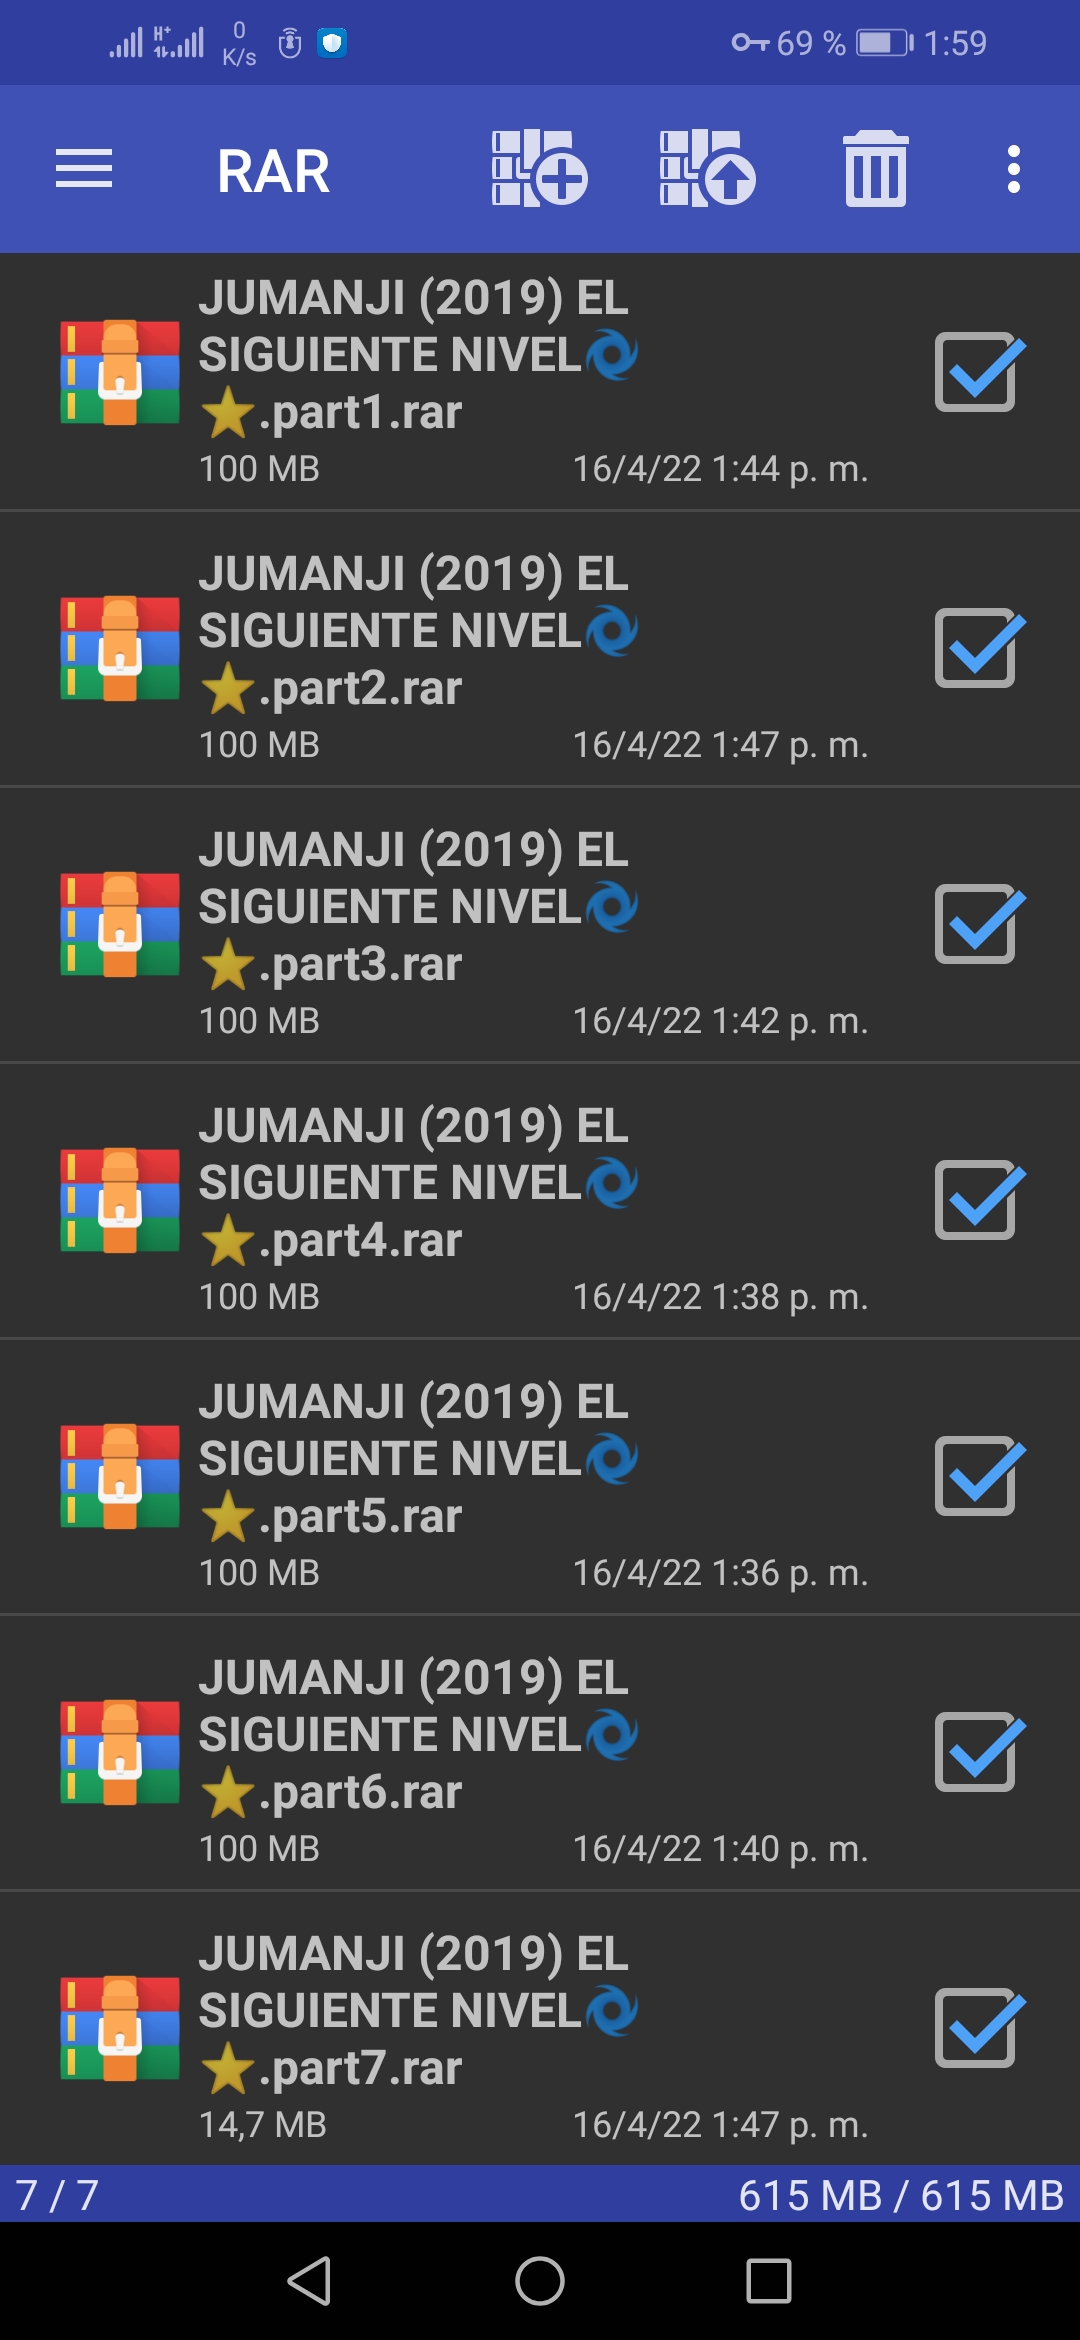 H+ 0 K/s 69 % 1:59
RAR
JUMANJI (2019) EL
SIGUIENTE NIVEL🌀
⭐.part1.rar
100 MB 16/4/22 1:44 p. m.
JUMANJI (2019) EL
SIGUIENTE NIVEL🌀
⭐.part2.rar
100 MB 16/4/22 1:47 p. m.
JUMANJI (2019) EL
SIGUIENTE NIVEL🌀
⭐.part3.rar
100 MB 16/4/22 1:42 p. m.
JUMANJI (2019) EL
SIGUIENTE NIVEL🌀
⭐.part4.rar
100 MB 16/4/22 1:38 p. m.
JUMANJI (2019) EL
SIGUIENTE NIVEL🌀
⭐.part5.rar
100 MB 16/4/22 1:36 p. m.
JUMANJI (2019) EL
SIGUIENTE NIVEL🌀
⭐.part6.rar
100 MB 16/4/22 1:40 p. m.
JUMANJI (2019) EL
SIGUIENTE NIVEL🌀
⭐.part7.rar
14,7 MB 16/4/22 1:47 p. m.
7 / 7 615 MB / 615 MB